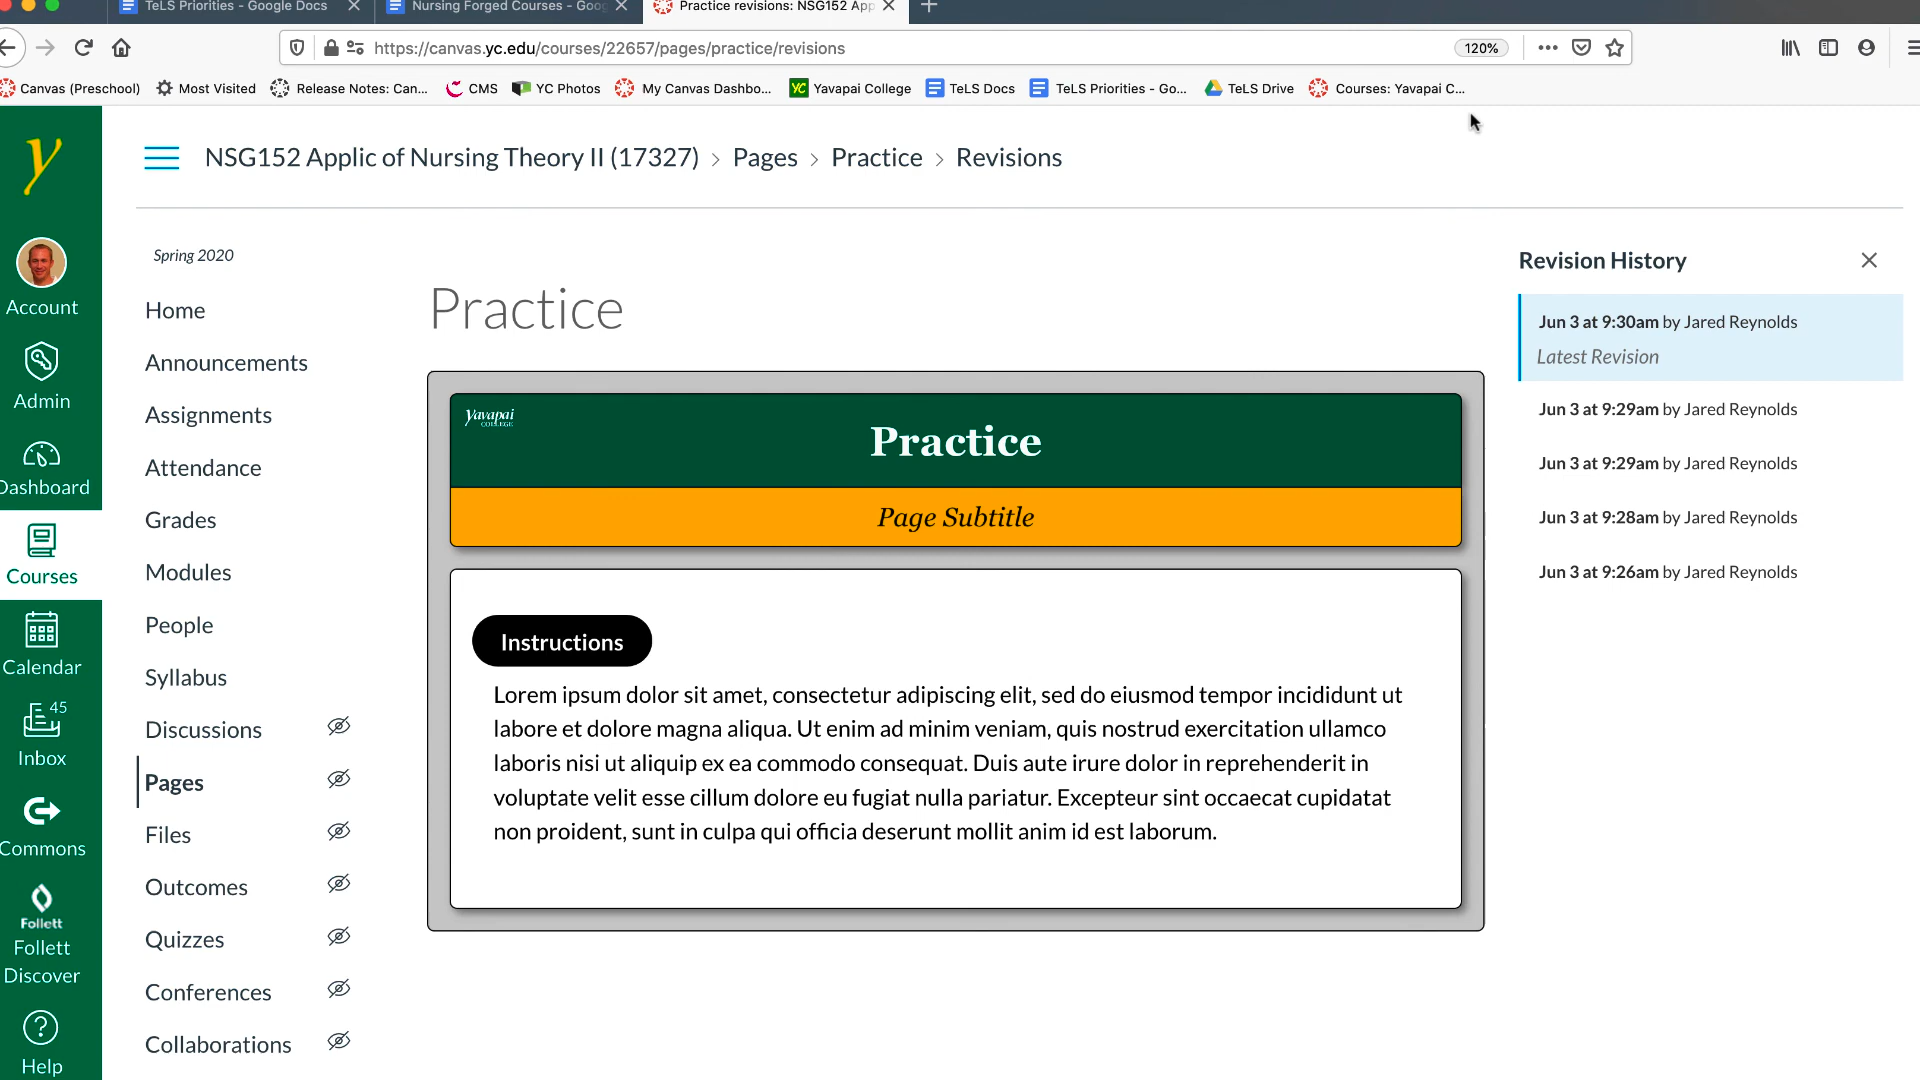 TeLS Priorities - Google Docs
Nursing Forged Courses - Goog
Practice revisions: NSG152 App
https://canvas.yc.edu/courses/22657/pages/practice/revisions
120%
Canvas (Preschool)
Most Visited
Release Notes: Can...
CMS
YC Photos
My Canvas Dashbo...
YC
Yavapai College
TeLS Docs
TeLS Priorities - Go...
TeLS Drive
Courses: Yavapai C...
y
Account
Admin
Dashboard
Courses
Calendar
45
Inbox
Commons
Follett
Follett
Discover
Help
NSG152 Applic of Nursing Theory II (17327) › Pages › Practice › Revisions
Spring 2020
Home
Announcements
Assignments
Attendance
Grades
Modules
People
Syllabus
Discussions
Pages
Files
Outcomes
Quizzes
Conferences
Collaborations
Practice
Yavapai
COLLEGE
Practice
Page Subtitle
Instructions
Lorem ipsum dolor sit amet, consectetur adipiscing elit, sed do eiusmod tempor incididunt ut
labore et dolore magna aliqua. Ut enim ad minim veniam, quis nostrud exercitation ullamco
laboris nisi ut aliquip ex ea commodo consequat. Duis aute irure dolor in reprehenderit in
voluptate velit esse cillum dolore eu fugiat nulla pariatur. Excepteur sint occaecat cupidatat
non proident, sunt in culpa qui officia deserunt mollit anim id est laborum.
Revision History
Jun 3 at 9:30am by Jared Reynolds
Latest Revision
Jun 3 at 9:29am by Jared Reynolds
Jun 3 at 9:29am by Jared Reynolds
Jun 3 at 9:28am by Jared Reynolds
Jun 3 at 9:26am by Jared Reynolds